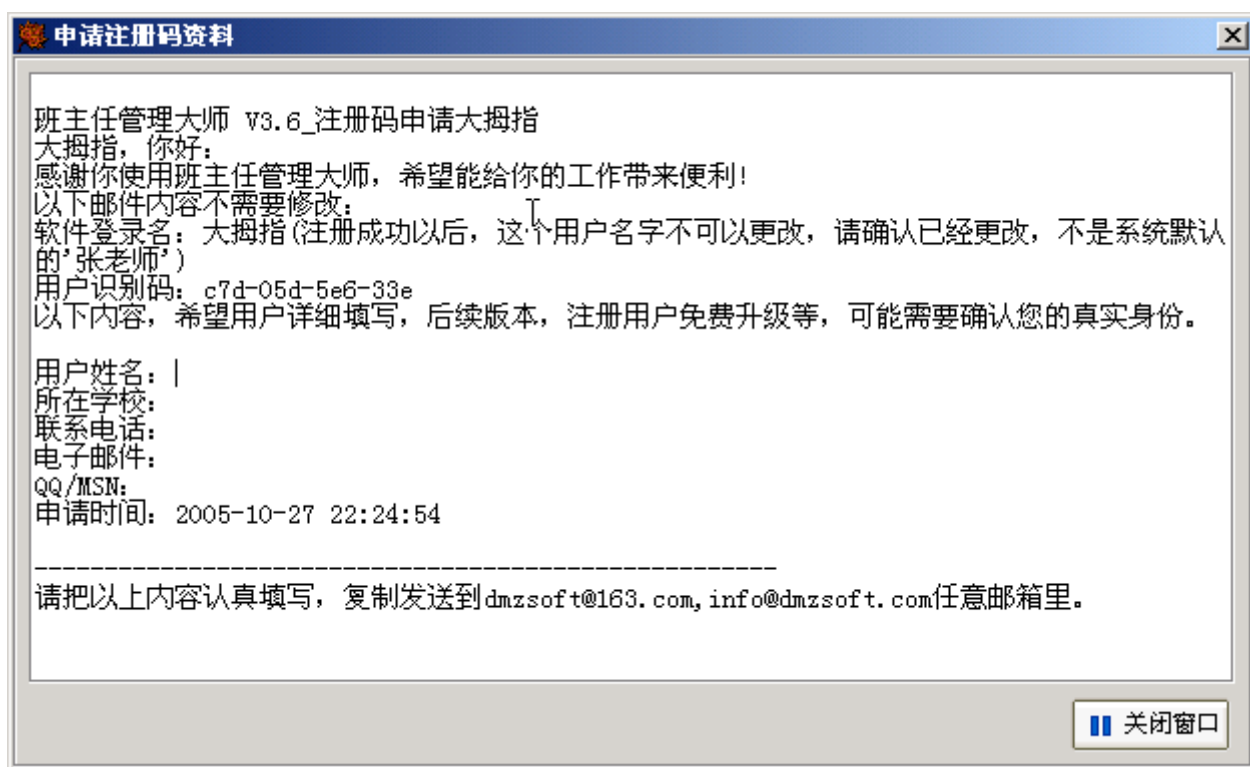 申请注册码资料
班主任管理大师 V3.6_注册码申请大拇指
大拇指，你好：
感谢你使用班主任管理大师，希望能给你的工作带来便利！
以下邮件内容不需要修改：
软件登录名：大拇指(注册成功以后，这个用户名字不可以更改，请确认已经更改，不是系统默认
的'张老师')
用户识别码：c7d-05d-5e6-33e
以下内容，希望用户详细填写，后续版本，注册用户免费升级等，可能需要确认您的真实身份。
用户姓名：
所在学校：
联系电话：
电子邮件：
QQ/MSN：
申请时间：2005-10-27 22:24:54
-----------------------------------------------------
请把以上内容认真填写，复制发送到dmzsoft@163.com,info@dmzsoft.com任意邮箱里。
关闭窗口